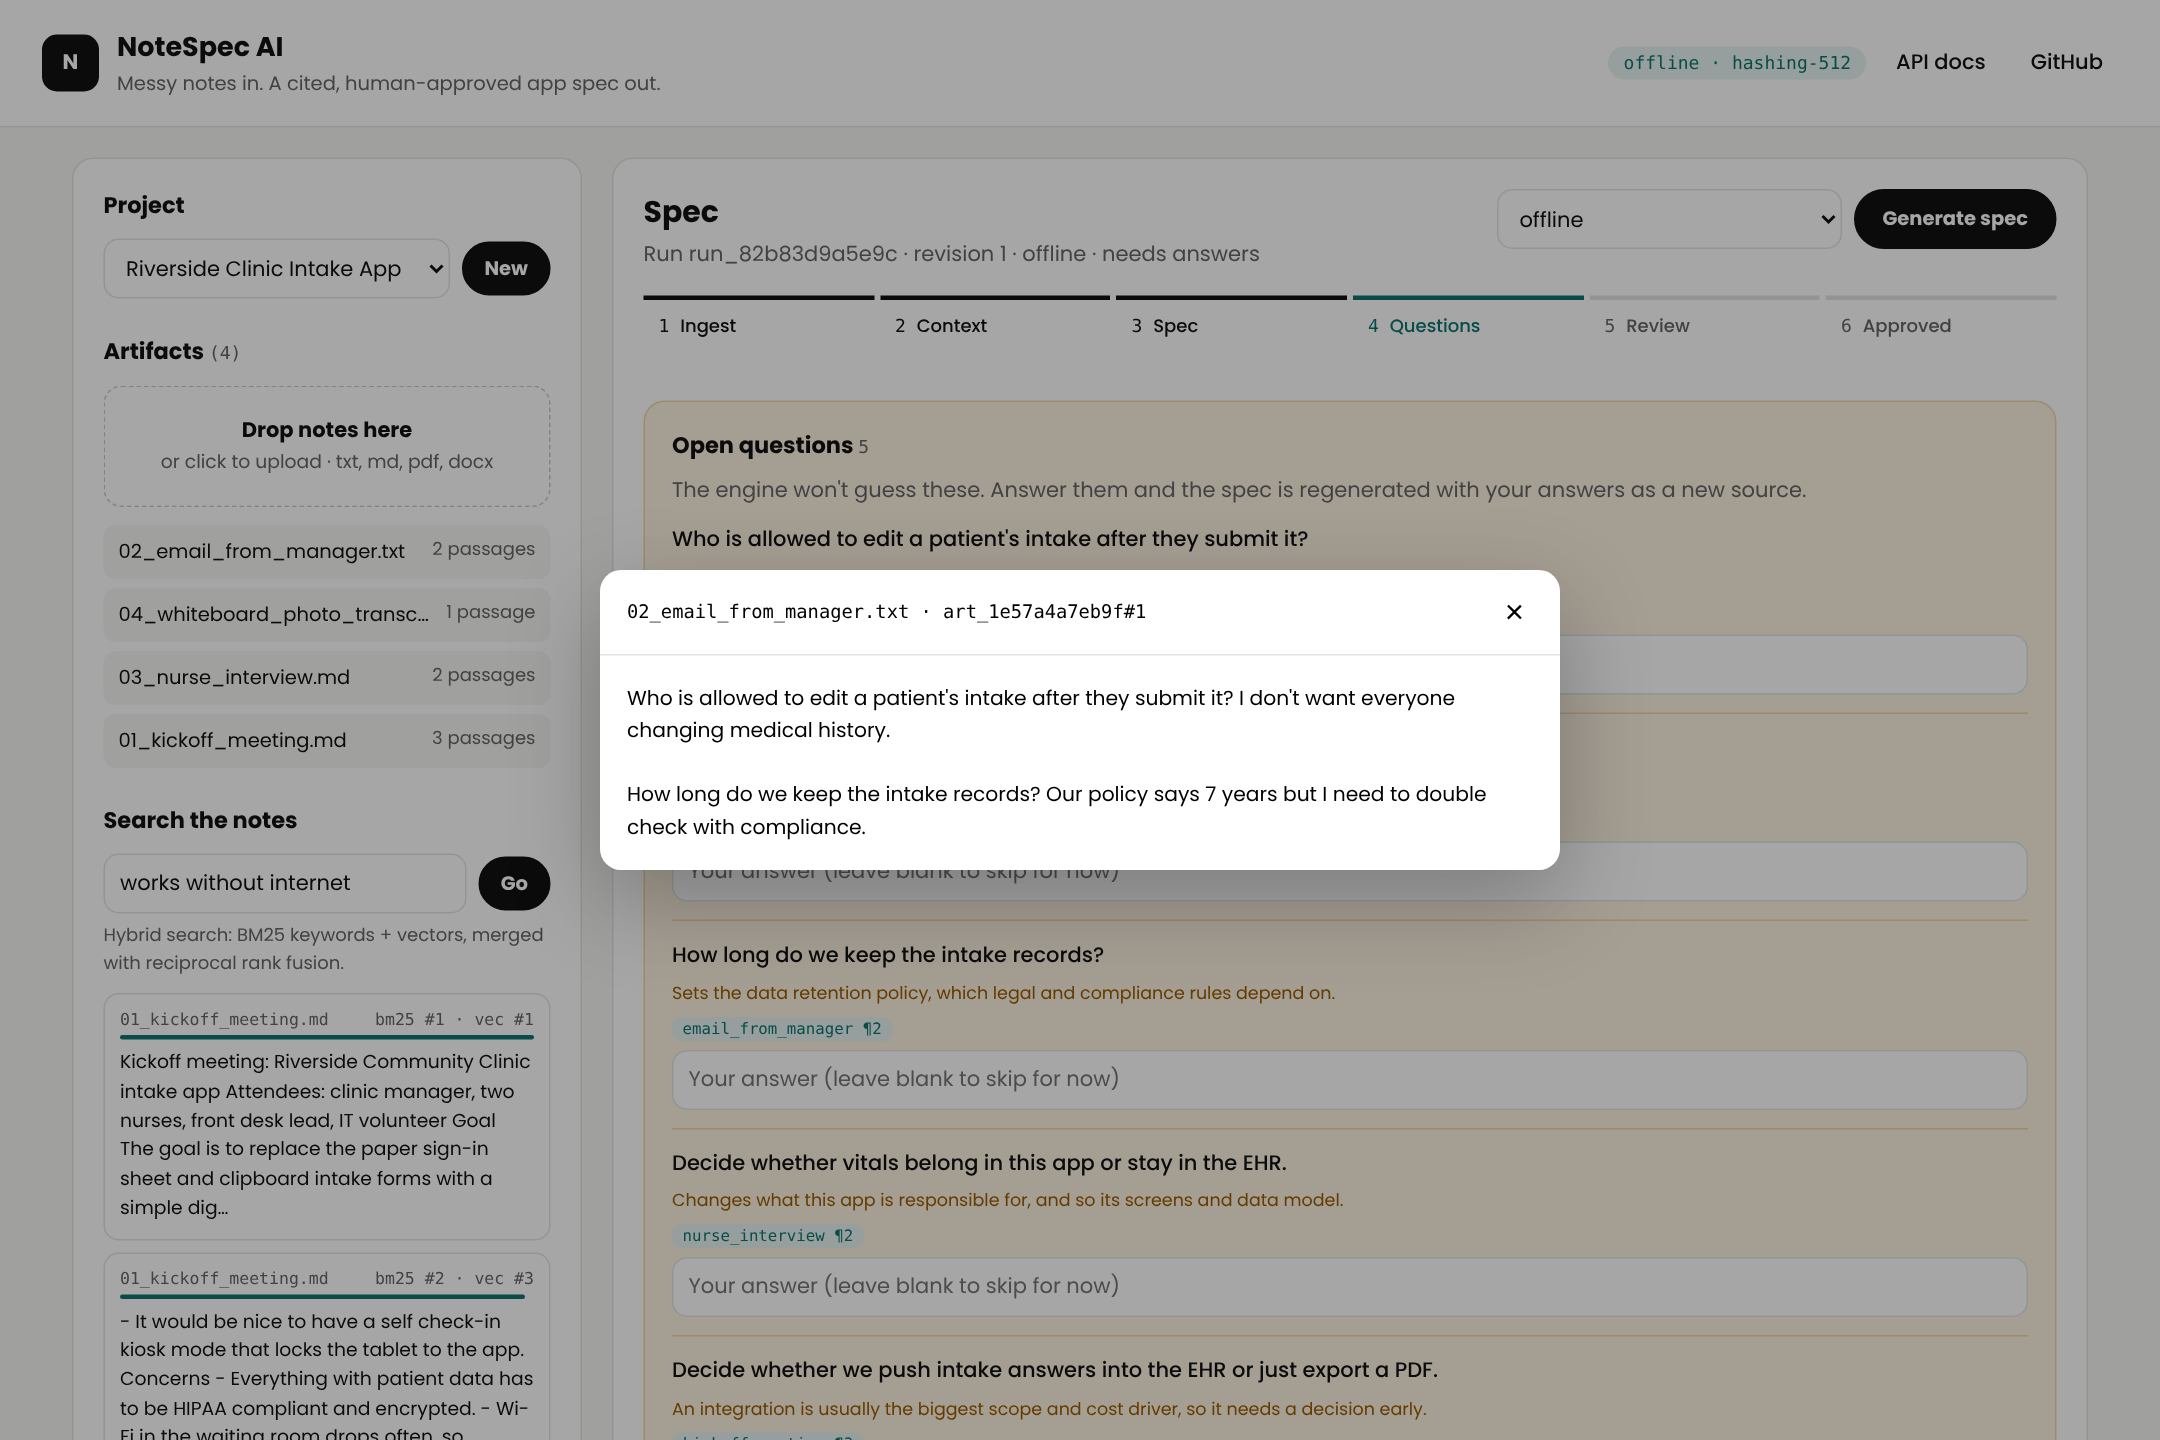 N
NoteSpec AI
Messy notes in. A cited, human-approved app spec out.
offline · hashing-512
API docs
GitHub
Project
Riverside Clinic Intake App
New
Artifacts (4)
Drop notes here
or click to upload · txt, md, pdf, docx
02_email_from_manager.txt 2 passages
04_whiteboard_photo_transc... 1 passage
03_nurse_interview.md 2 passages
01_kickoff_meeting.md 3 passages
Search the notes
works without internet
Go
Hybrid search: BM25 keywords + vectors, merged
with reciprocal rank fusion.
01_kickoff_meeting.md bm25 #1 · vec #1
Kickoff meeting: Riverside Community Clinic
intake app Attendees: clinic manager, two
nurses, front desk lead, IT volunteer Goal
The goal is to replace the paper sign-in
sheet and clipboard intake forms with a
simple dig...
01_kickoff_meeting.md bm25 #2 · vec #3
- It would be nice to have a self check-in
kiosk mode that locks the tablet to the app.
Concerns - Everything with patient data has
to be HIPAA compliant and encrypted. - Wi-
Fi in the waiting room drops often, so
Spec
Run run_82b83d9a5e9c · revision 1 · offline · needs answers
offline
Generate spec
1 Ingest
2 Context
3 Spec
4 Questions
5 Review
6 Approved
Open questions 5
The engine won't guess these. Answer them and the spec is regenerated with your answers as a new source.
Who is allowed to edit a patient's intake after they submit it?
02_email_from_manager.txt · art_1e57a4a7eb9f#1
✕
Who is allowed to edit a patient's intake after they submit it? I don't want everyone
changing medical history.
How long do we keep the intake records? Our policy says 7 years but I need to double
check with compliance.
Your answer (leave blank to skip for now)
How long do we keep the intake records?
Sets the data retention policy, which legal and compliance rules depend on.
email_from_manager ¶2
Your answer (leave blank to skip for now)
Decide whether vitals belong in this app or stay in the EHR.
Changes what this app is responsible for, and so its screens and data model.
nurse_interview ¶2
Your answer (leave blank to skip for now)
Decide whether we push intake answers into the EHR or just export a PDF.
An integration is usually the biggest scope and cost driver, so it needs a decision early.